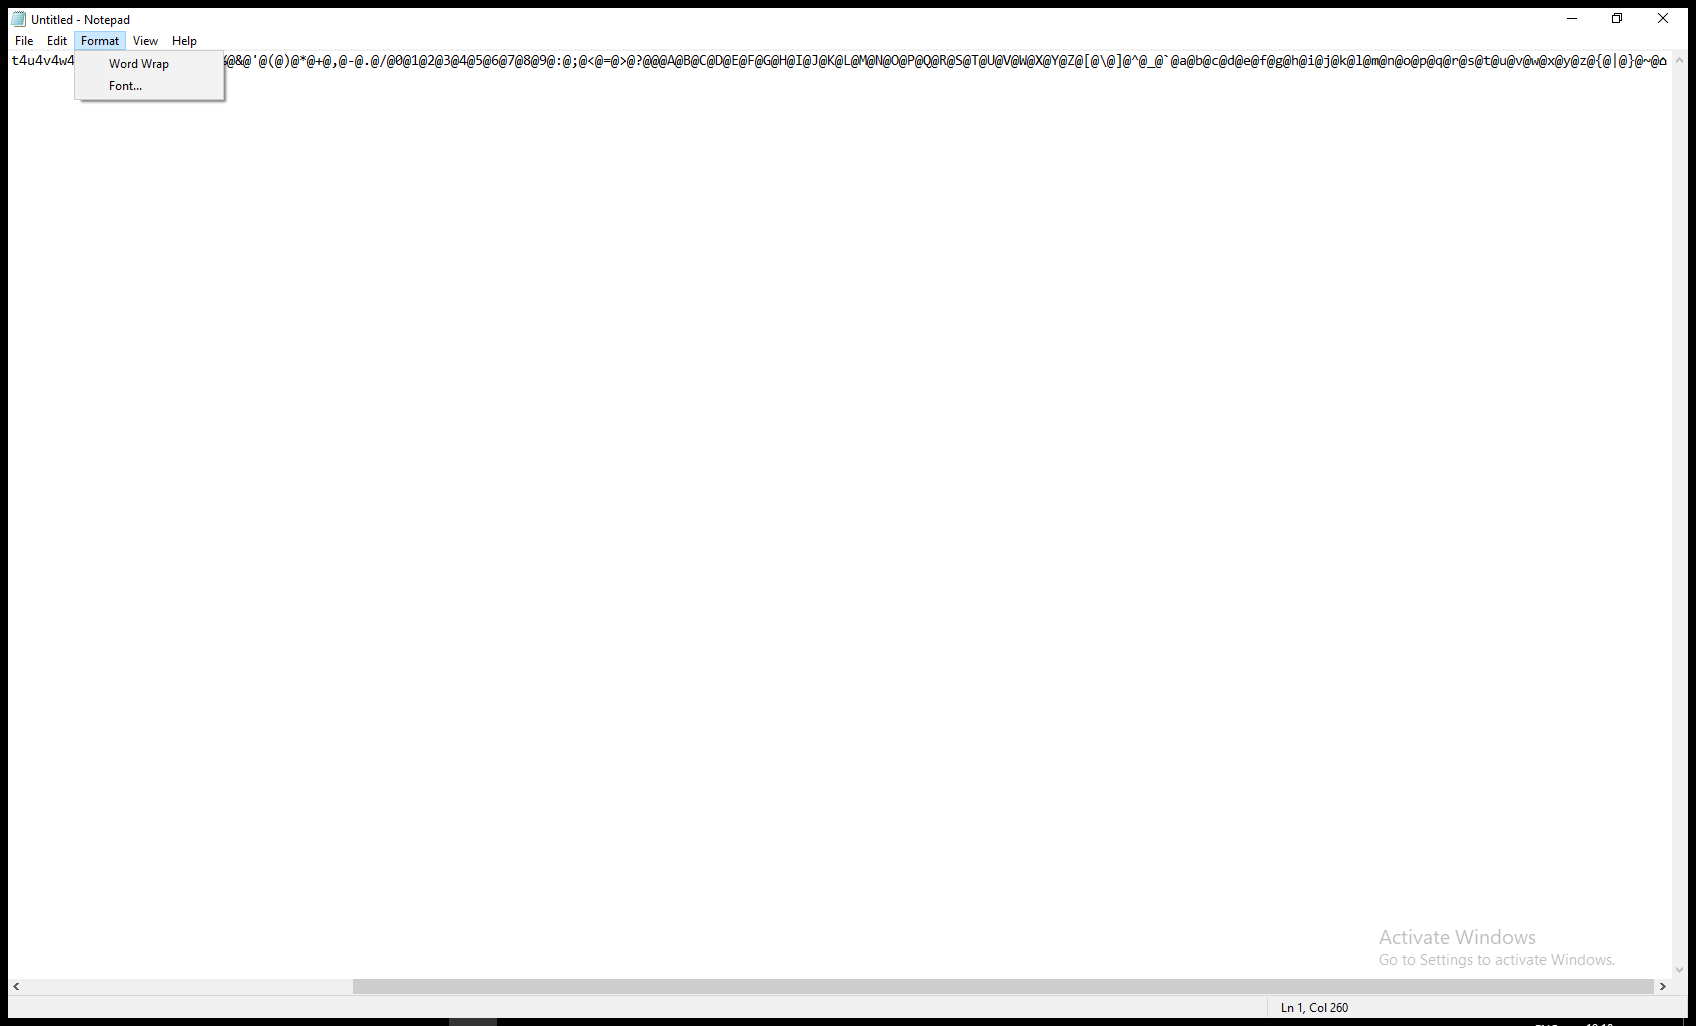 Untitled - Notepad
File Edit Format View Help
t4u4v4w4
@&@'@(@)@*@+@,@-@.@/@0@1@2@3@4@5@6@7@8@9@:@;@<@=@>@?@@@A@B@C@D@E@F@G@H@I@J@K@L@M@N@O@P@Q@R@S@T@U@V@W@X@Y@Z@[@\@]@^@_@`@a@b@c@d@e@f@g@h@i@j@k@l@m@n@o@p@q@r@s@t@u@v@w@x@y@z@{@|@}@~@⌂
Word Wrap
Font...
Activate Windows
Go to Settings to activate Windows.
Ln 1, Col 260